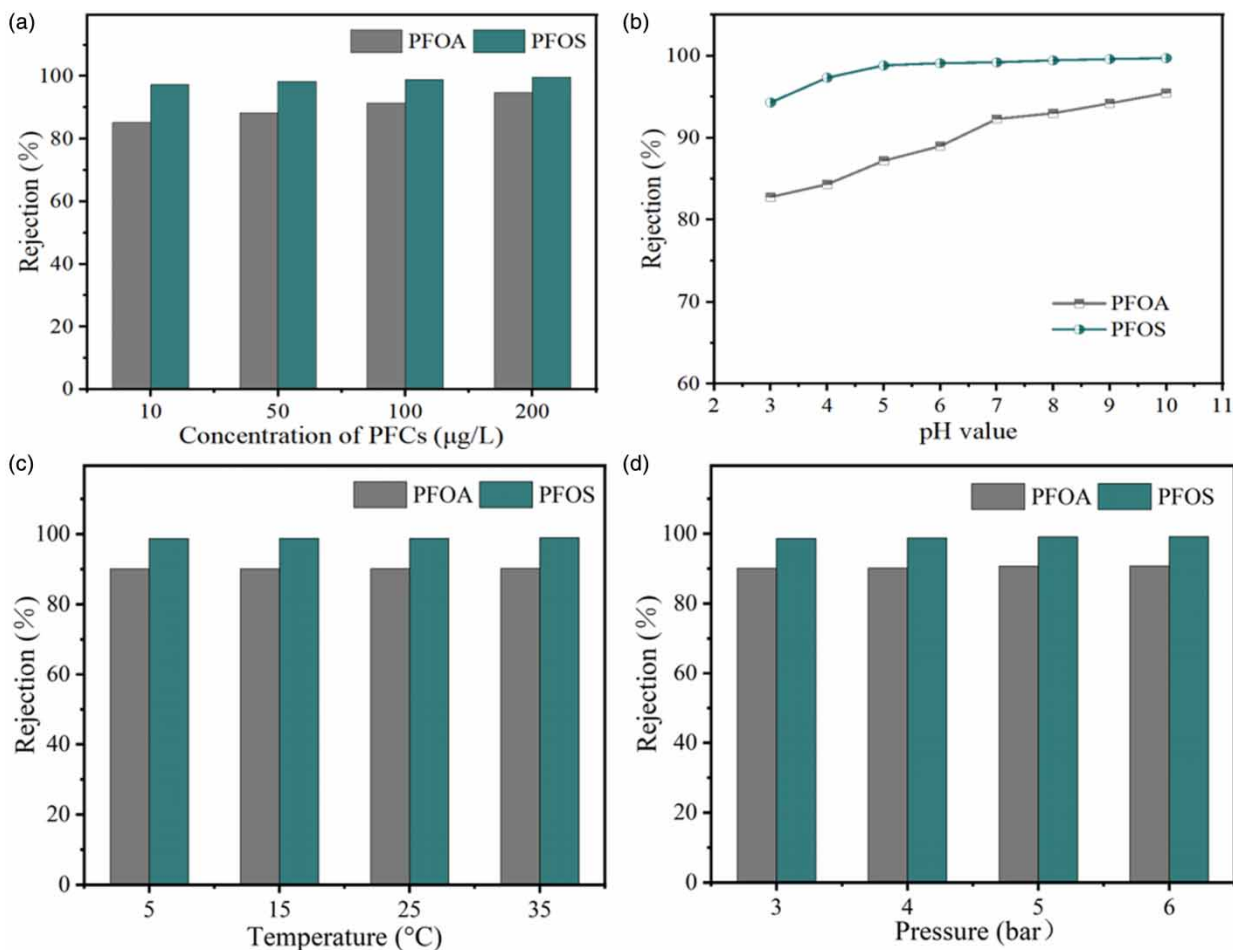 (a)
PFOA PFOS
100
80
60
40
20
0
Rejection (%)
10 50 100 200
Concentration of PFCs (μg/L)
(b)
100
90
80
70
60
Rejection (%)
PFOA
PFOS
2 3 4 5 6 7 8 9 10 11
pH value
(c)
PFOA PFOS
100
80
60
40
20
0
Rejection (%)
5 15 25 35
Temperature (°C)
(d)
PFOA PFOS
100
80
60
40
20
0
Rejection (%)
3 4 5 6
Pressure (bar）